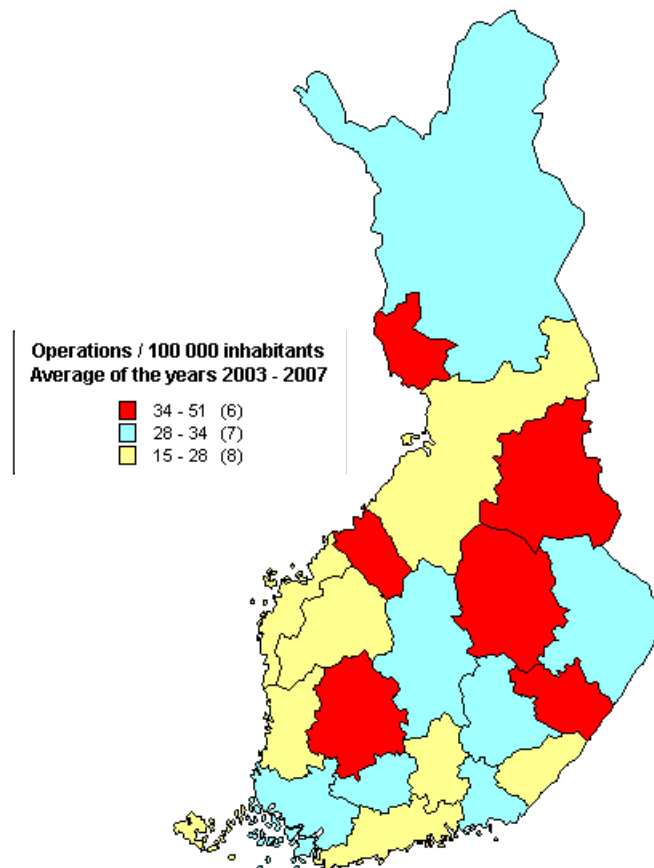 Operations / 100 000 inhabitants
Average of the years 2003 - 2007
34 - 51 (6)
28 - 34 (7)
15 - 28 (8)